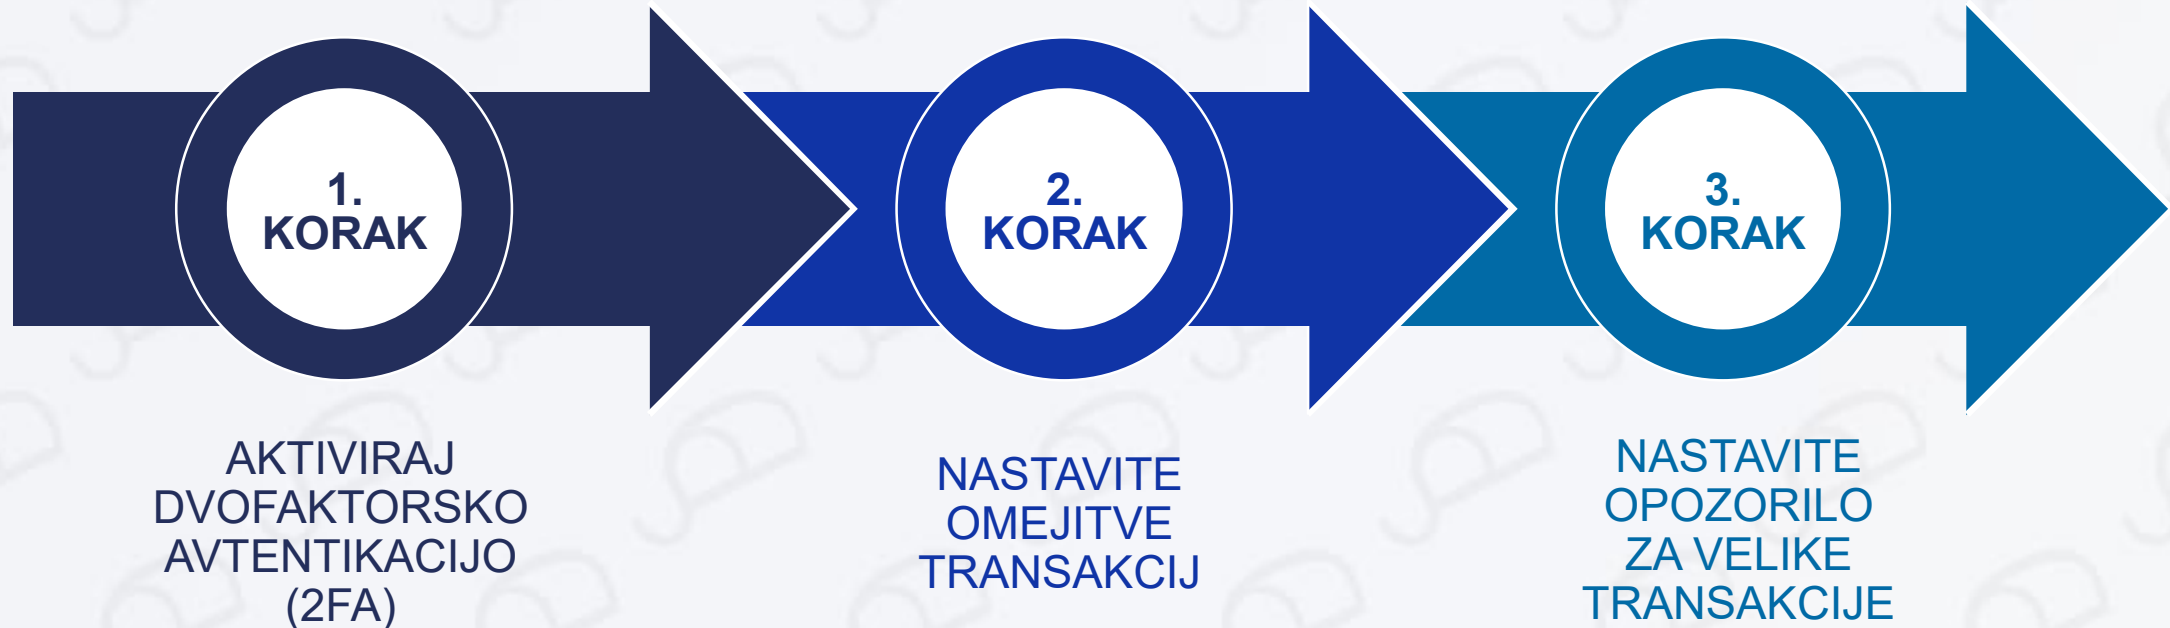 1.
KORAK
AKTIVIRAJ
DVOFAKTORSKO
AVTENTIKACIJO
(2FA)
2.
KORAK
NASTAVITE
OMEJITVE
TRANSAKCIJ
3.
KORAK
NASTAVITE
OPOZORILO
ZA VELIKE
TRANSAKCIJE